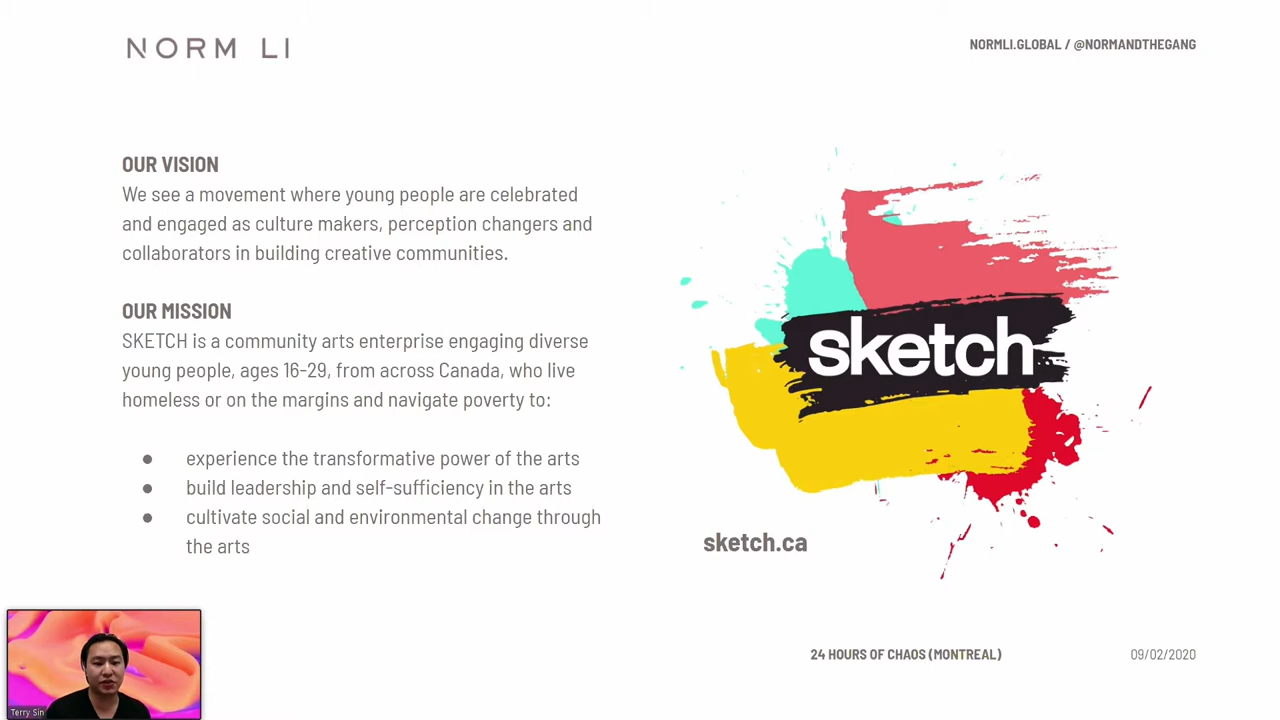 NORM LI
NORMLI.GLOBAL / @NORMANDTHEGANG
OUR VISION
We see a movement where young people are celebrated
and engaged as culture makers, perception changers and
collaborators in building creative communities.
OUR MISSION
SKETCH is a community arts enterprise engaging diverse
young people, ages 16-29, from across Canada, who live
homeless or on the margins and navigate poverty to:
● experience the transformative power of the arts
● build leadership and self-sufficiency in the arts
● cultivate social and environmental change through
the arts
sketch
sketch.ca
24 HOURS OF CHAOS (MONTREAL)
09/02/2020
Terry Sin